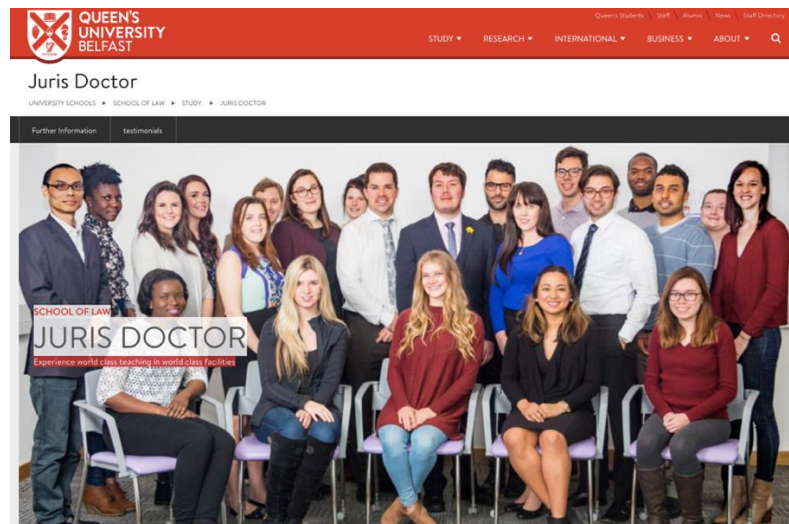 Queen's Students \ Staff \ Alumni \ News \ Staff Directory
QUEEN'S
UNIVERSITY
BELFAST
STUDY ▼ RESEARCH ▼ INTERNATIONAL ▼ BUSINESS ▼ ABOUT ▼
Juris Doctor
UNIVERSITY SCHOOLS ► SCHOOL OF LAW ► STUDY ► JURIS DOCTOR
Further Information testimonials
SCHOOL OF LAW
JURIS DOCTOR
Experience world class teaching in world class facilities